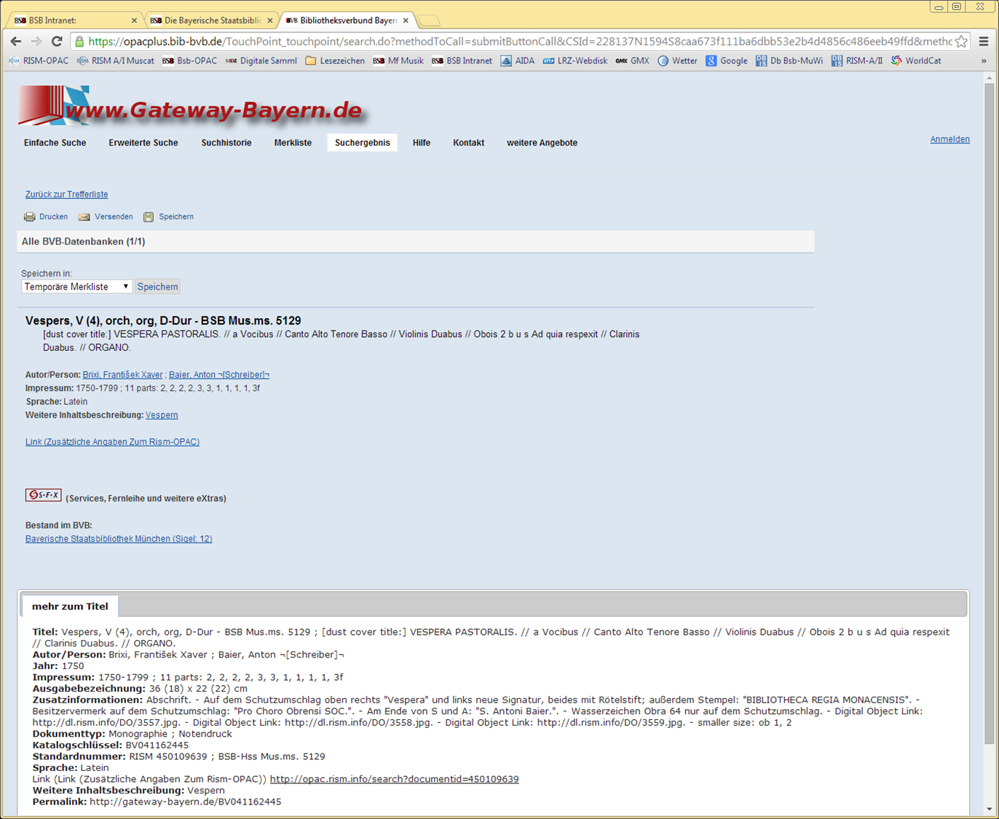 BSB Intranet:
Die Bayerische Staatsbiblic
Bibliotheksverbund Bayer
https://opacplus.bib-bvb.de/TouchPoint_touchpoint/search.do?methodToCall=submitButtonCall&CSId=228137N1594S8caa673f111ba6dbb53e2b4d4856c486eeb49ffd&methc
RISM-OPAC RISM A/I Muscat Bsb-OPAC Digitale Samml Lesezeichen Mf Musik BSB Intranet AIDA LRZ-Webdisk GMX Wetter Google Db Bsb-MuWi RISM-A/II WorldCat »
www.Gateway-Bayern.de
Einfache Suche Erweiterte Suche Suchhistorie Merkliste Suchergebnis Hilfe Kontakt weitere Angebote
Anmelden
Zurück zur Trefferliste
Drucken Versenden Speichern
Alle BVB-Datenbanken (1/1)
Speichern in:
Temporäre Merkliste Speichern
Vespers, V (4), orch, org, D-Dur - BSB Mus.ms. 5129
[dust cover title:] VESPERA PASTORALIS. // a Vocibus // Canto Alto Tenore Basso // Violinis Duabus // Obois 2 b u s Ad quia respexit // Clarinis
Duabus. // ORGANO.
Autor/Person: Brixi, František Xaver ; Baier, Anton ¬[Schreiber]¬
Impressum: 1750-1799 ; 11 parts: 2, 2, 2, 2, 3, 3, 1, 1, 1, 1, 3f
Sprache: Latein
Weitere Inhaltsbeschreibung: Vespern
Link (Zusätzliche Angaben Zum Rism-OPAC)
S·F·X (Services, Fernleihe und weitere eXtras)
Bestand im BVB:
Bayerische Staatsbibliothek München (Sigel: 12)
mehr zum Titel
Titel: Vespers, V (4), orch, org, D-Dur - BSB Mus.ms. 5129 ; [dust cover title:] VESPERA PASTORALIS. // a Vocibus // Canto Alto Tenore Basso // Violinis Duabus // Obois 2 b u s Ad quia respexit
// Clarinis Duabus. // ORGANO.
Autor/Person: Brixi, František Xaver ; Baier, Anton ¬[Schreiber]¬
Jahr: 1750
Impressum: 1750-1799 ; 11 parts: 2, 2, 2, 2, 3, 3, 1, 1, 1, 1, 3f
Ausgabebezeichnung: 36 (18) x 22 (22) cm
Zusatzinformationen: Abschrift. - Auf dem Schutzumschlag oben rechts "Vespera" und links neue Signatur, beides mit Rötelstift; außerdem Stempel: "BIBLIOTHECA REGIA MONACENSIS". -
Besitzervermerk auf dem Schutzumschlag: "Pro Choro Obrensi SOC.". - Am Ende von S und A: "S. Antoni Baier.". - Wasserzeichen Obra 64 nur auf dem Schutzumschlag. - Digital Object Link:
http://dl.rism.info/DO/3557.jpg. - Digital Object Link: http://dl.rism.info/DO/3558.jpg. - Digital Object Link: http://dl.rism.info/DO/3559.jpg. - smaller size: ob 1, 2
Dokumenttyp: Monographie ; Notendruck
Katalogschlüssel: BV041162445
Standardnummer: RISM 450109639 ; BSB-Hss Mus.ms. 5129
Sprache: Latein
Link (Link (Zusätzliche Angaben Zum Rism-OPAC)) http://opac.rism.info/search?documentid=450109639
Weitere Inhaltsbeschreibung: Vespern
Permalink: http://gateway-bayern.de/BV041162445